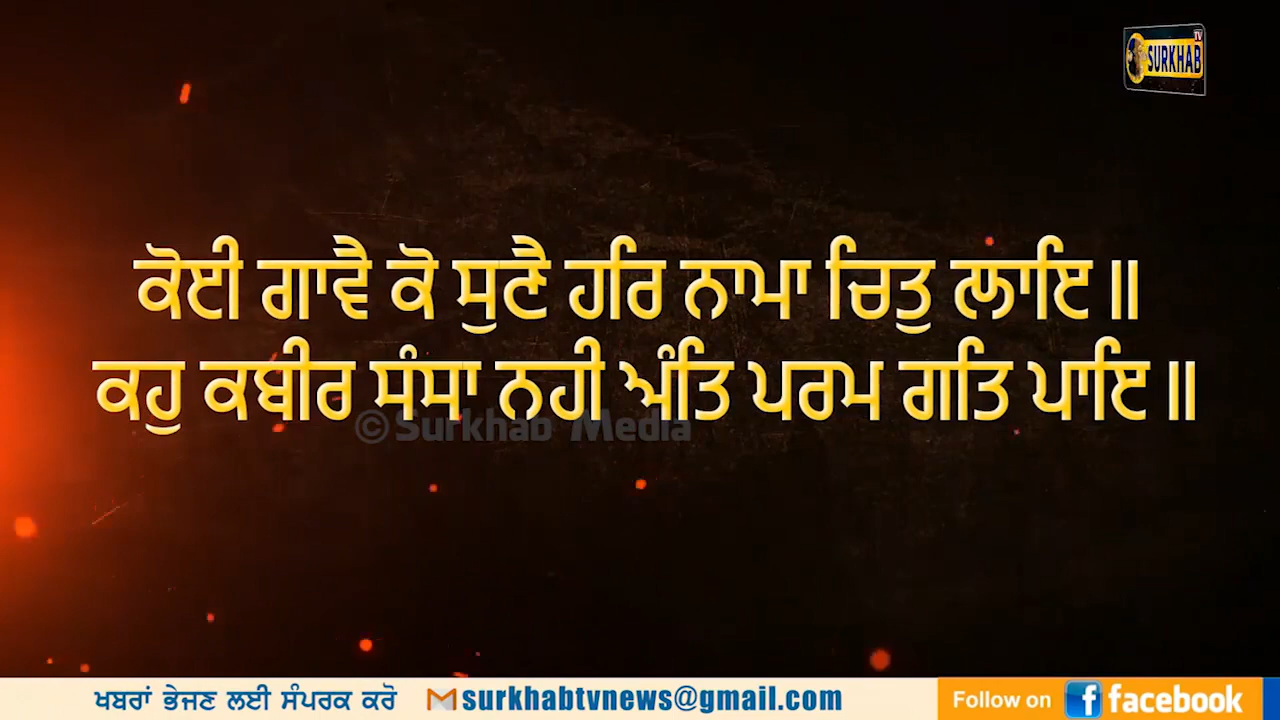 TV
SURKHAB
ਕੋਈ ਗਾਵੈ ਕੋ ਸੁਣੈ ਹਰਿ ਨਾਮਾ ਚਿਤੁ ਲਾਇ ॥
ਕਹੁ ਕਬੀਰ ਸੰਸਾ ਨਹੀ ਅੰਤਿ ਪਰਮ ਗਤਿ ਪਾਇ ॥
© Surkhab Media
ਖਬਰਾਂ ਭੇਜਣ ਲਈ ਸੰਪਰਕ ਕਰੋ surkhabtvnews@gmail.com Follow on facebook